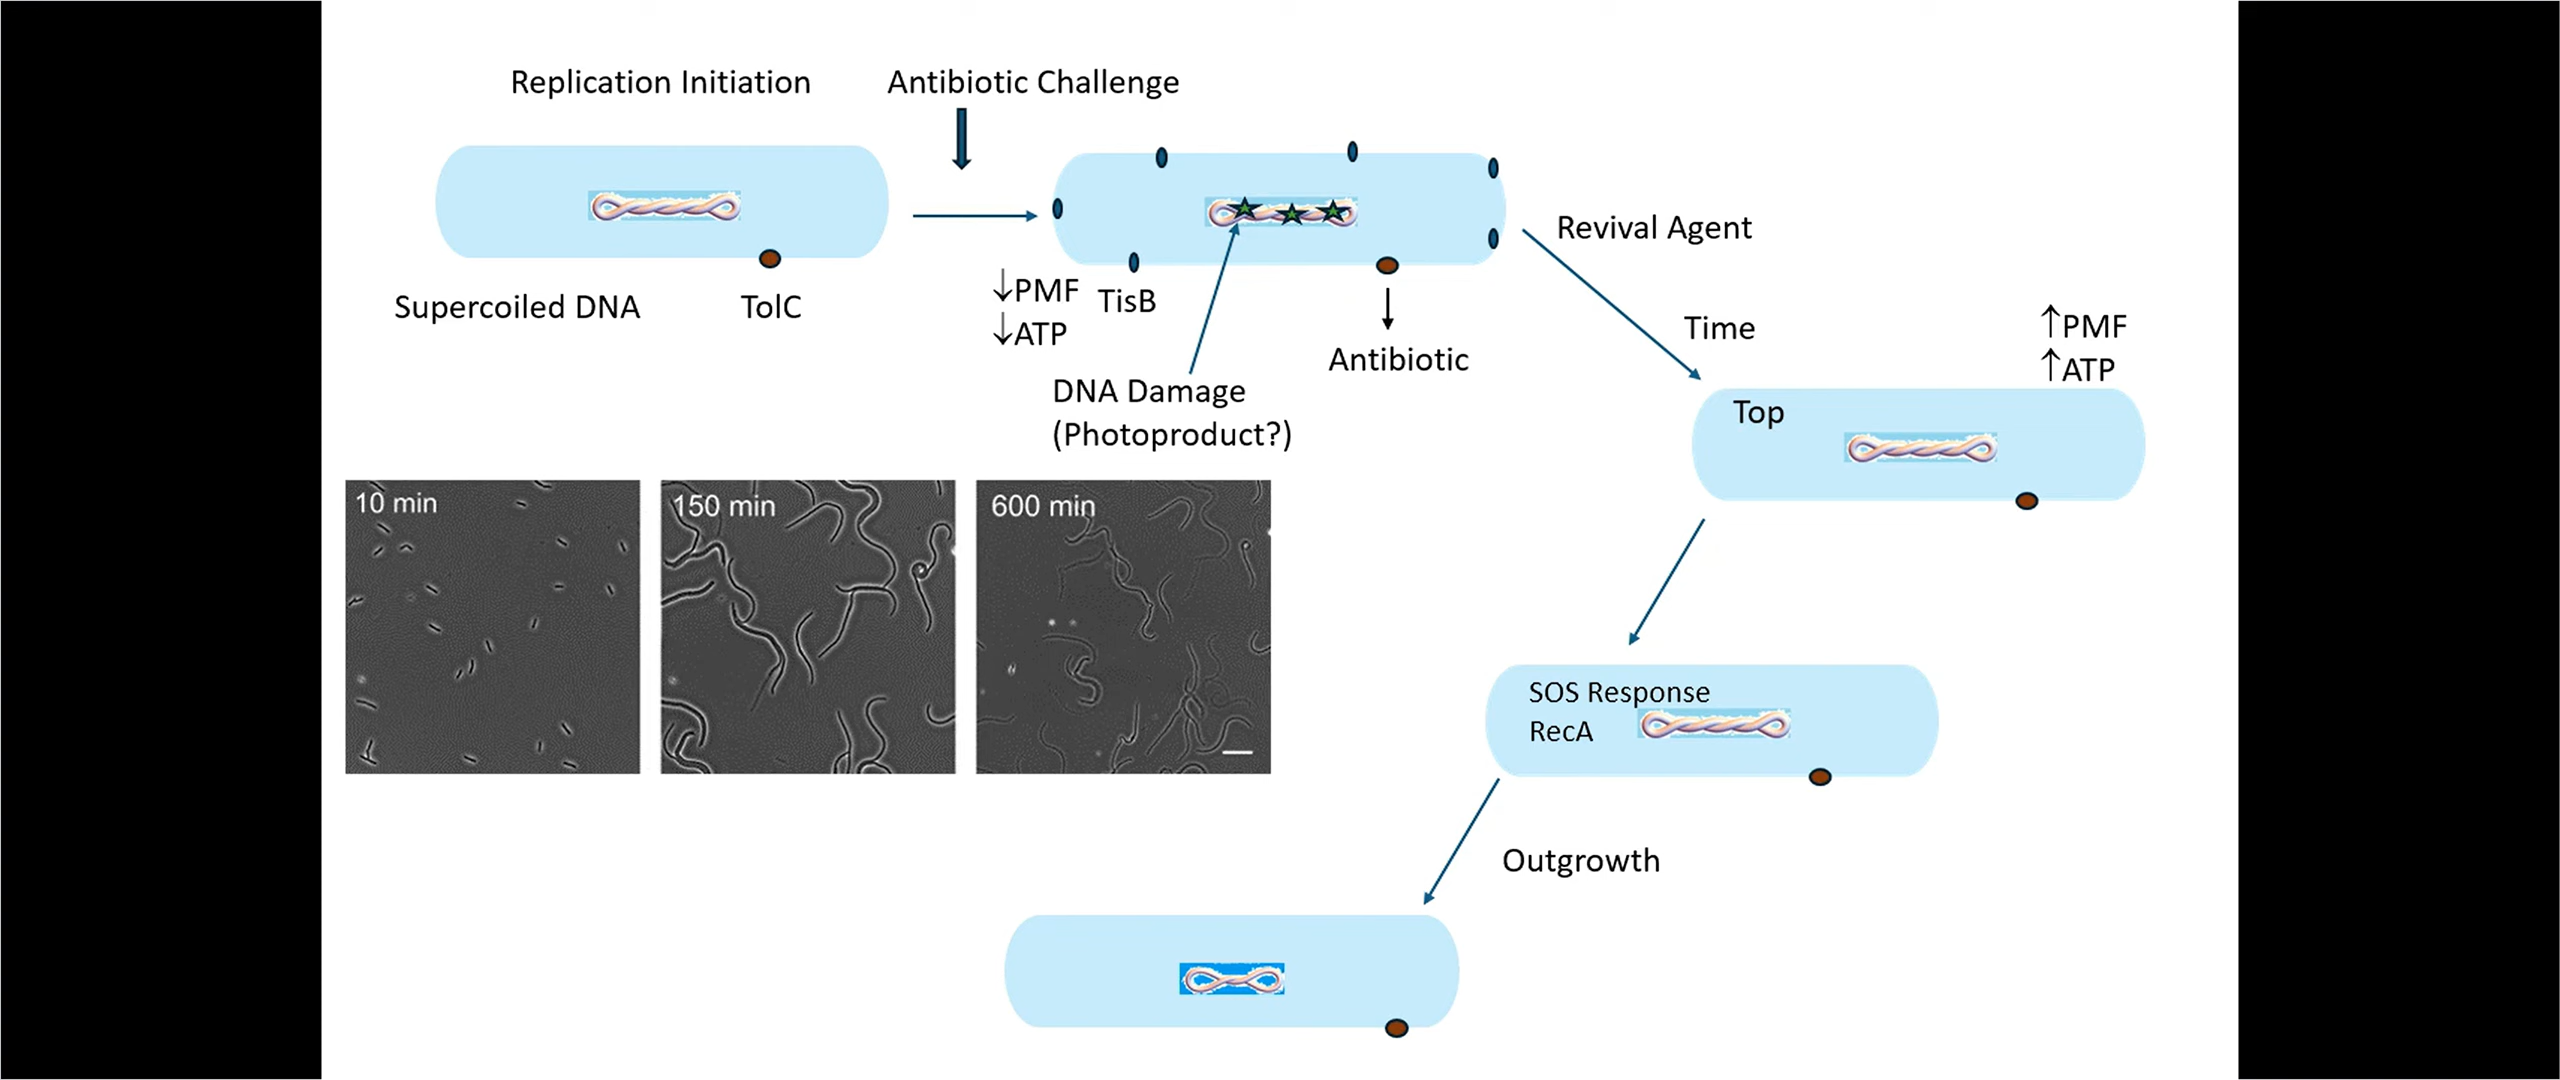 Replication Initiation
Antibiotic Challenge
Supercoiled DNA
TolC
↓PMF
↓ATP
TisB
DNA Damage
(Photoproduct?)
Antibiotic
Revival Agent
Time
↑PMF
↑ATP
Top
10 min
150 min
600 min
SOS Response
RecA
Outgrowth